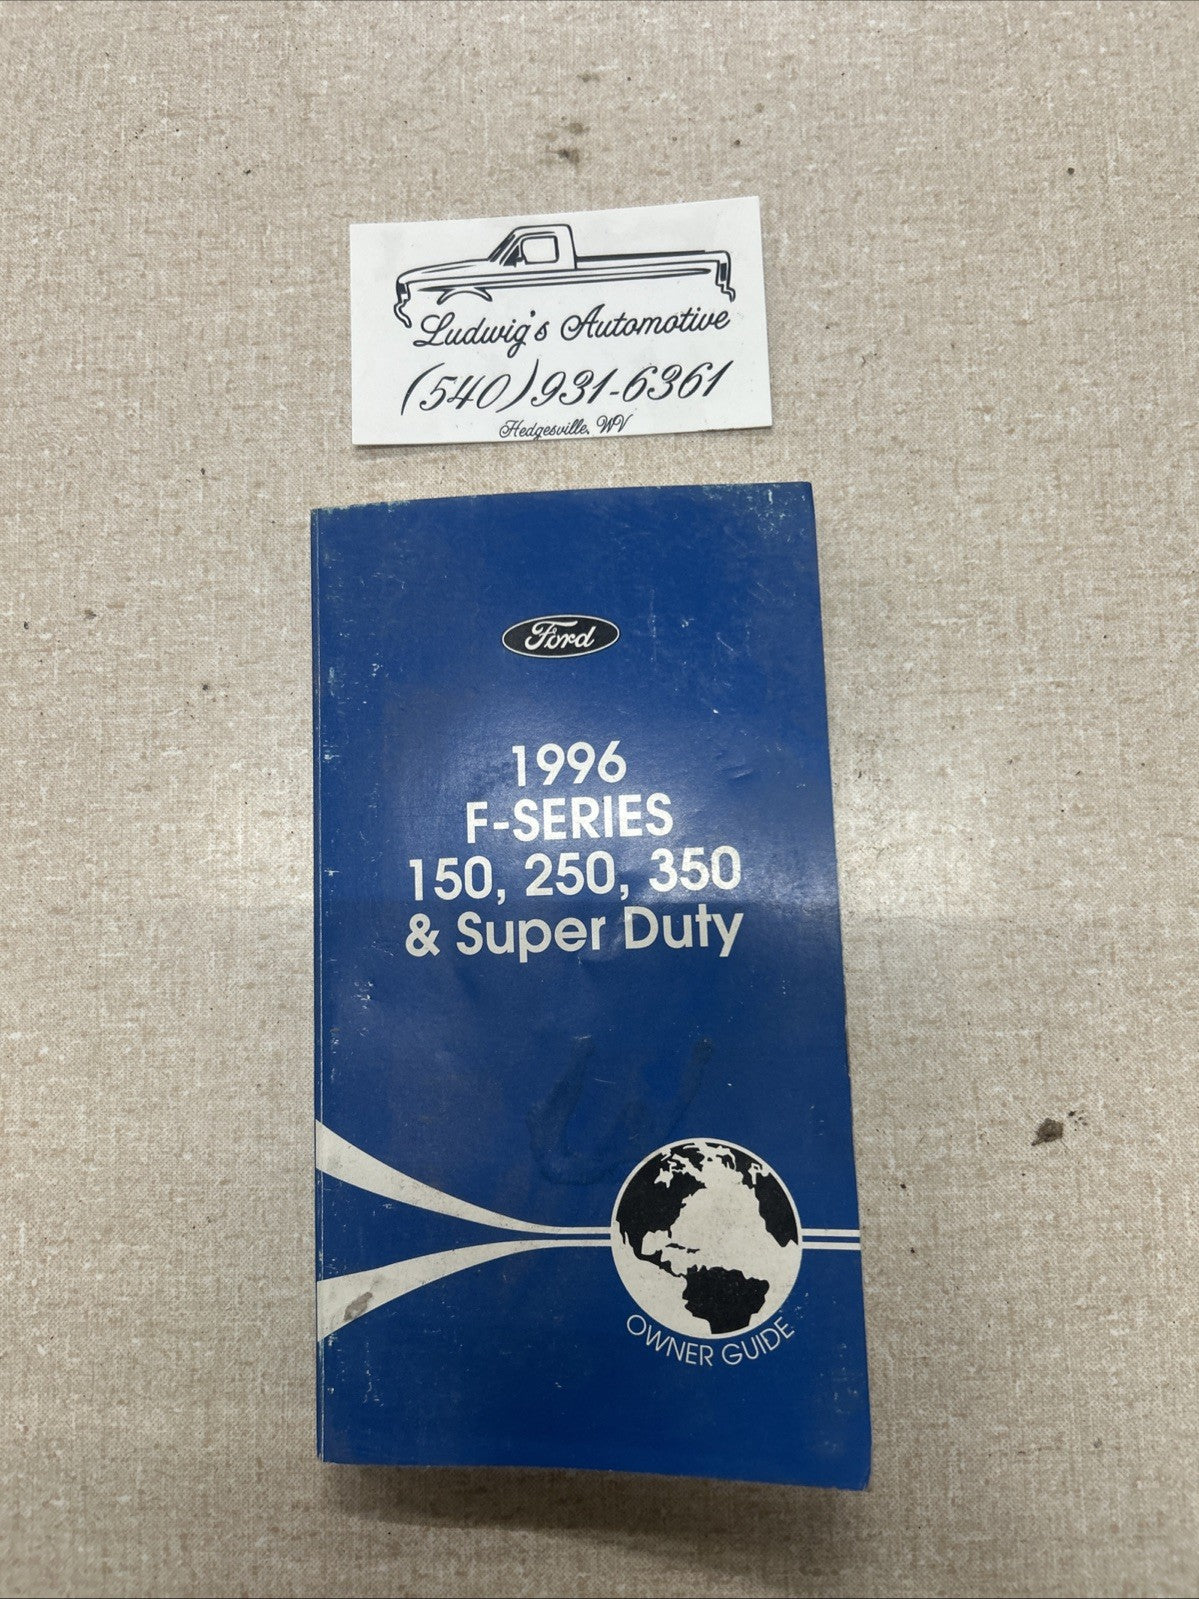 Ludwig's Automotive
(540)931-6361
Hedgesville, WV
Ford
1996
F-SERIES
150, 250, 350
& Super Duty
OWNER GUIDE